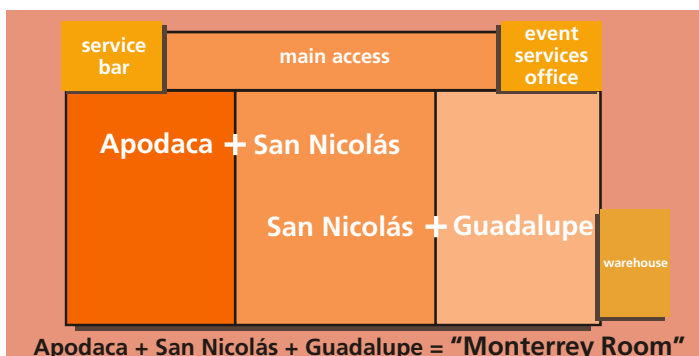 service
bar
main access
event
services
office
Apodaca + San Nicolás
San Nicolás + Guadalupe
warehouse
Apodaca + San Nicolás + Guadalupe = “Monterrey Room”